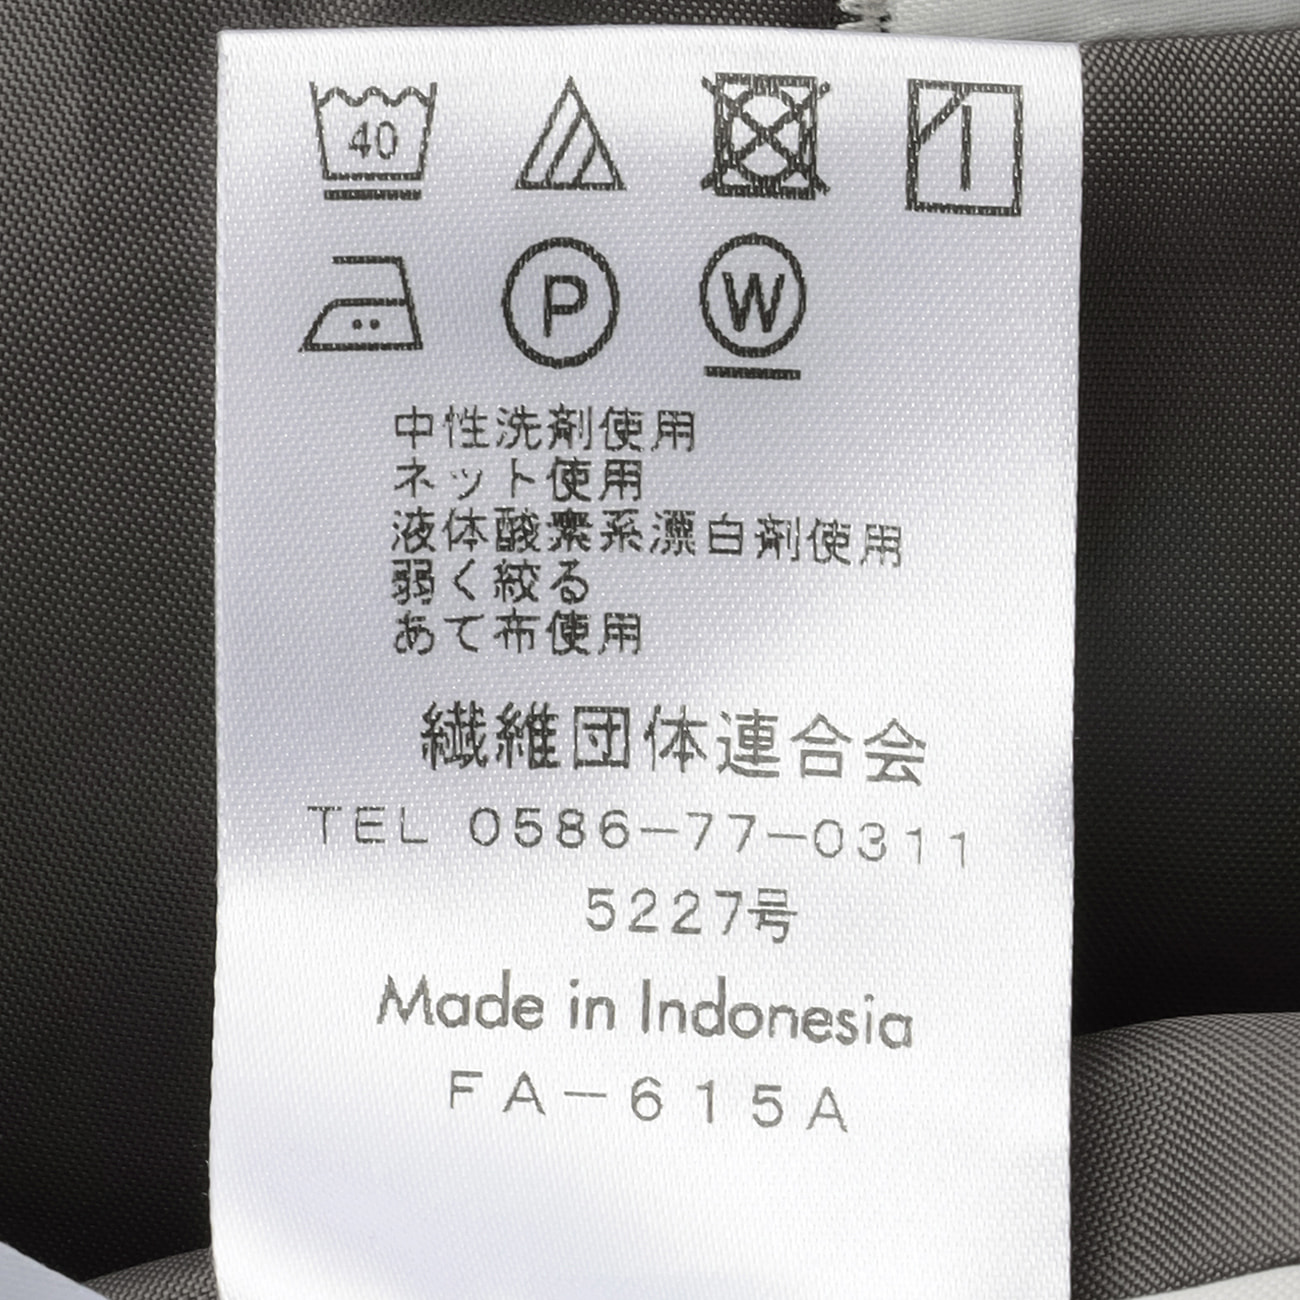 40
P
W
中性洗剤使用
ネット使用
液体酸素系漂白剤使用
弱く絞る
あて布使用
繊維団体連合会
TEL 0586-77-0311
5227号
Made in Indonesia
FA-615A